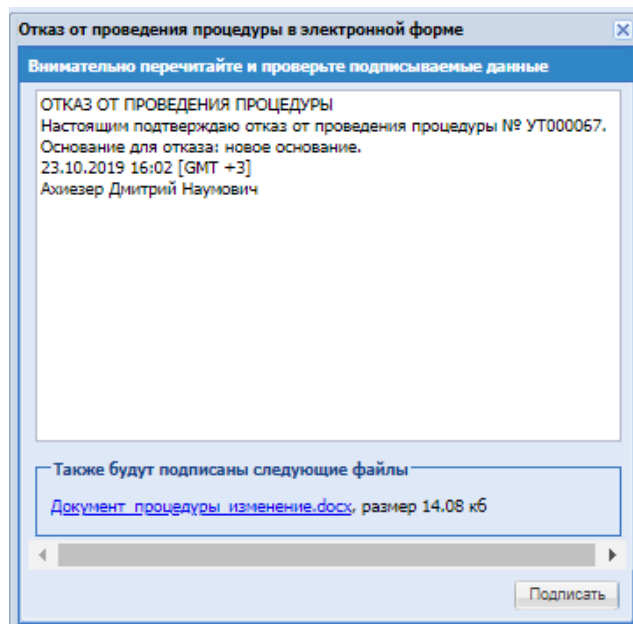 Отказ от проведения процедуры в электронной форме
Внимательно перечитайте и проверьте подписываемые данные
ОТКАЗ ОТ ПРОВЕДЕНИЯ ПРОЦЕДУРЫ
Настоящим подтверждаю отказ от проведения процедуры № УТ000067.
Основание для отказа: новое основание.
23.10.2019 16:02 [GMT +3]
Ахиезер Дмитрий Наумович
Также будут подписаны следующие файлы
Документ_процедуры_изменение.docx, размер 14.08 кб
Подписать